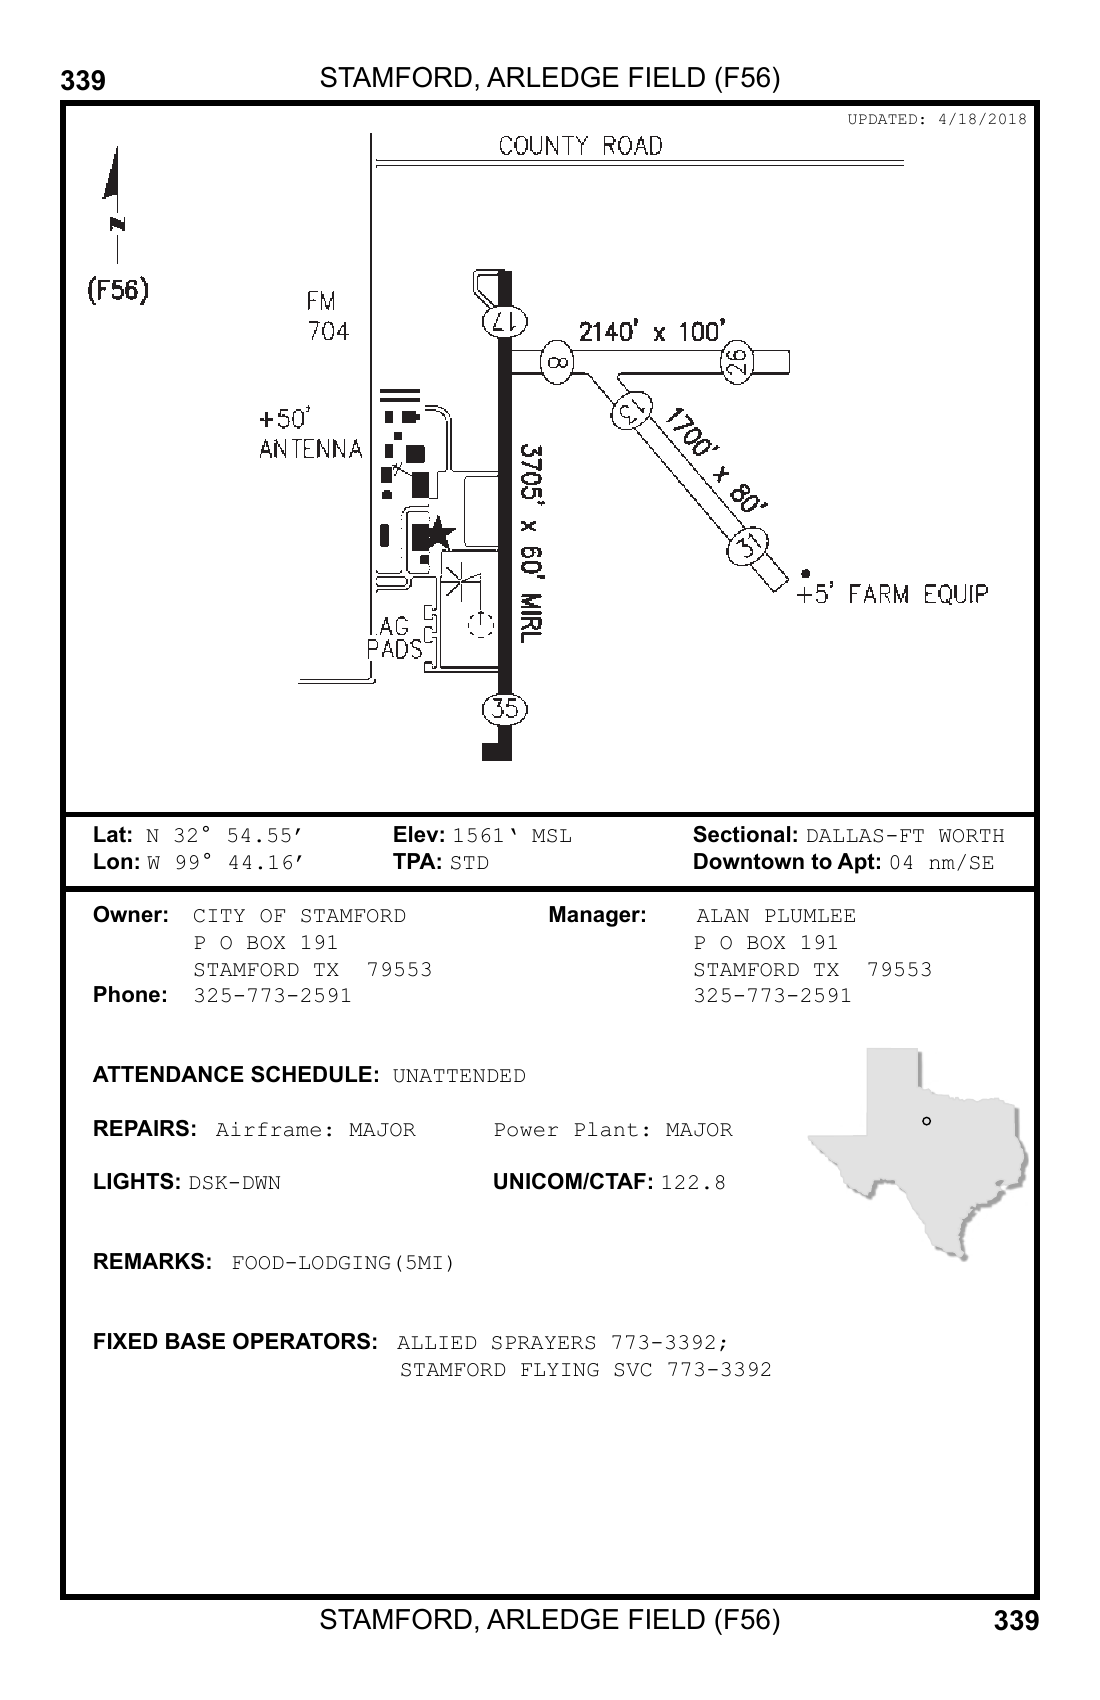 339 STAMFORD, ARLEDGE FIELD (F56)
UPDATED: 4/18/2018
COUNTY ROAD
N
(F56)
FM
704
17
2140' x 100'
8
26
13
1700' x 80'
31
+50'
ANTENNA
3705' x 60' MIRL
+5' FARM EQUIP
AG
PADS
35
Lat: N 32° 54.55′ Elev: 1561‘ MSL Sectional: DALLAS-FT WORTH
Lon: W 99° 44.16′ TPA: STD Downtown to Apt: 04 nm/SE
Owner: CITY OF STAMFORD Manager: ALAN PLUMLEE
P O BOX 191 P O BOX 191
STAMFORD TX 79553 STAMFORD TX 79553
Phone: 325-773-2591 325-773-2591
ATTENDANCE SCHEDULE: UNATTENDED
REPAIRS: Airframe: MAJOR Power Plant: MAJOR
LIGHTS: DSK-DWN UNICOM/CTAF: 122.8
REMARKS: FOOD-LODGING(5MI)
FIXED BASE OPERATORS: ALLIED SPRAYERS 773-3392;
STAMFORD FLYING SVC 773-3392
STAMFORD, ARLEDGE FIELD (F56) 339